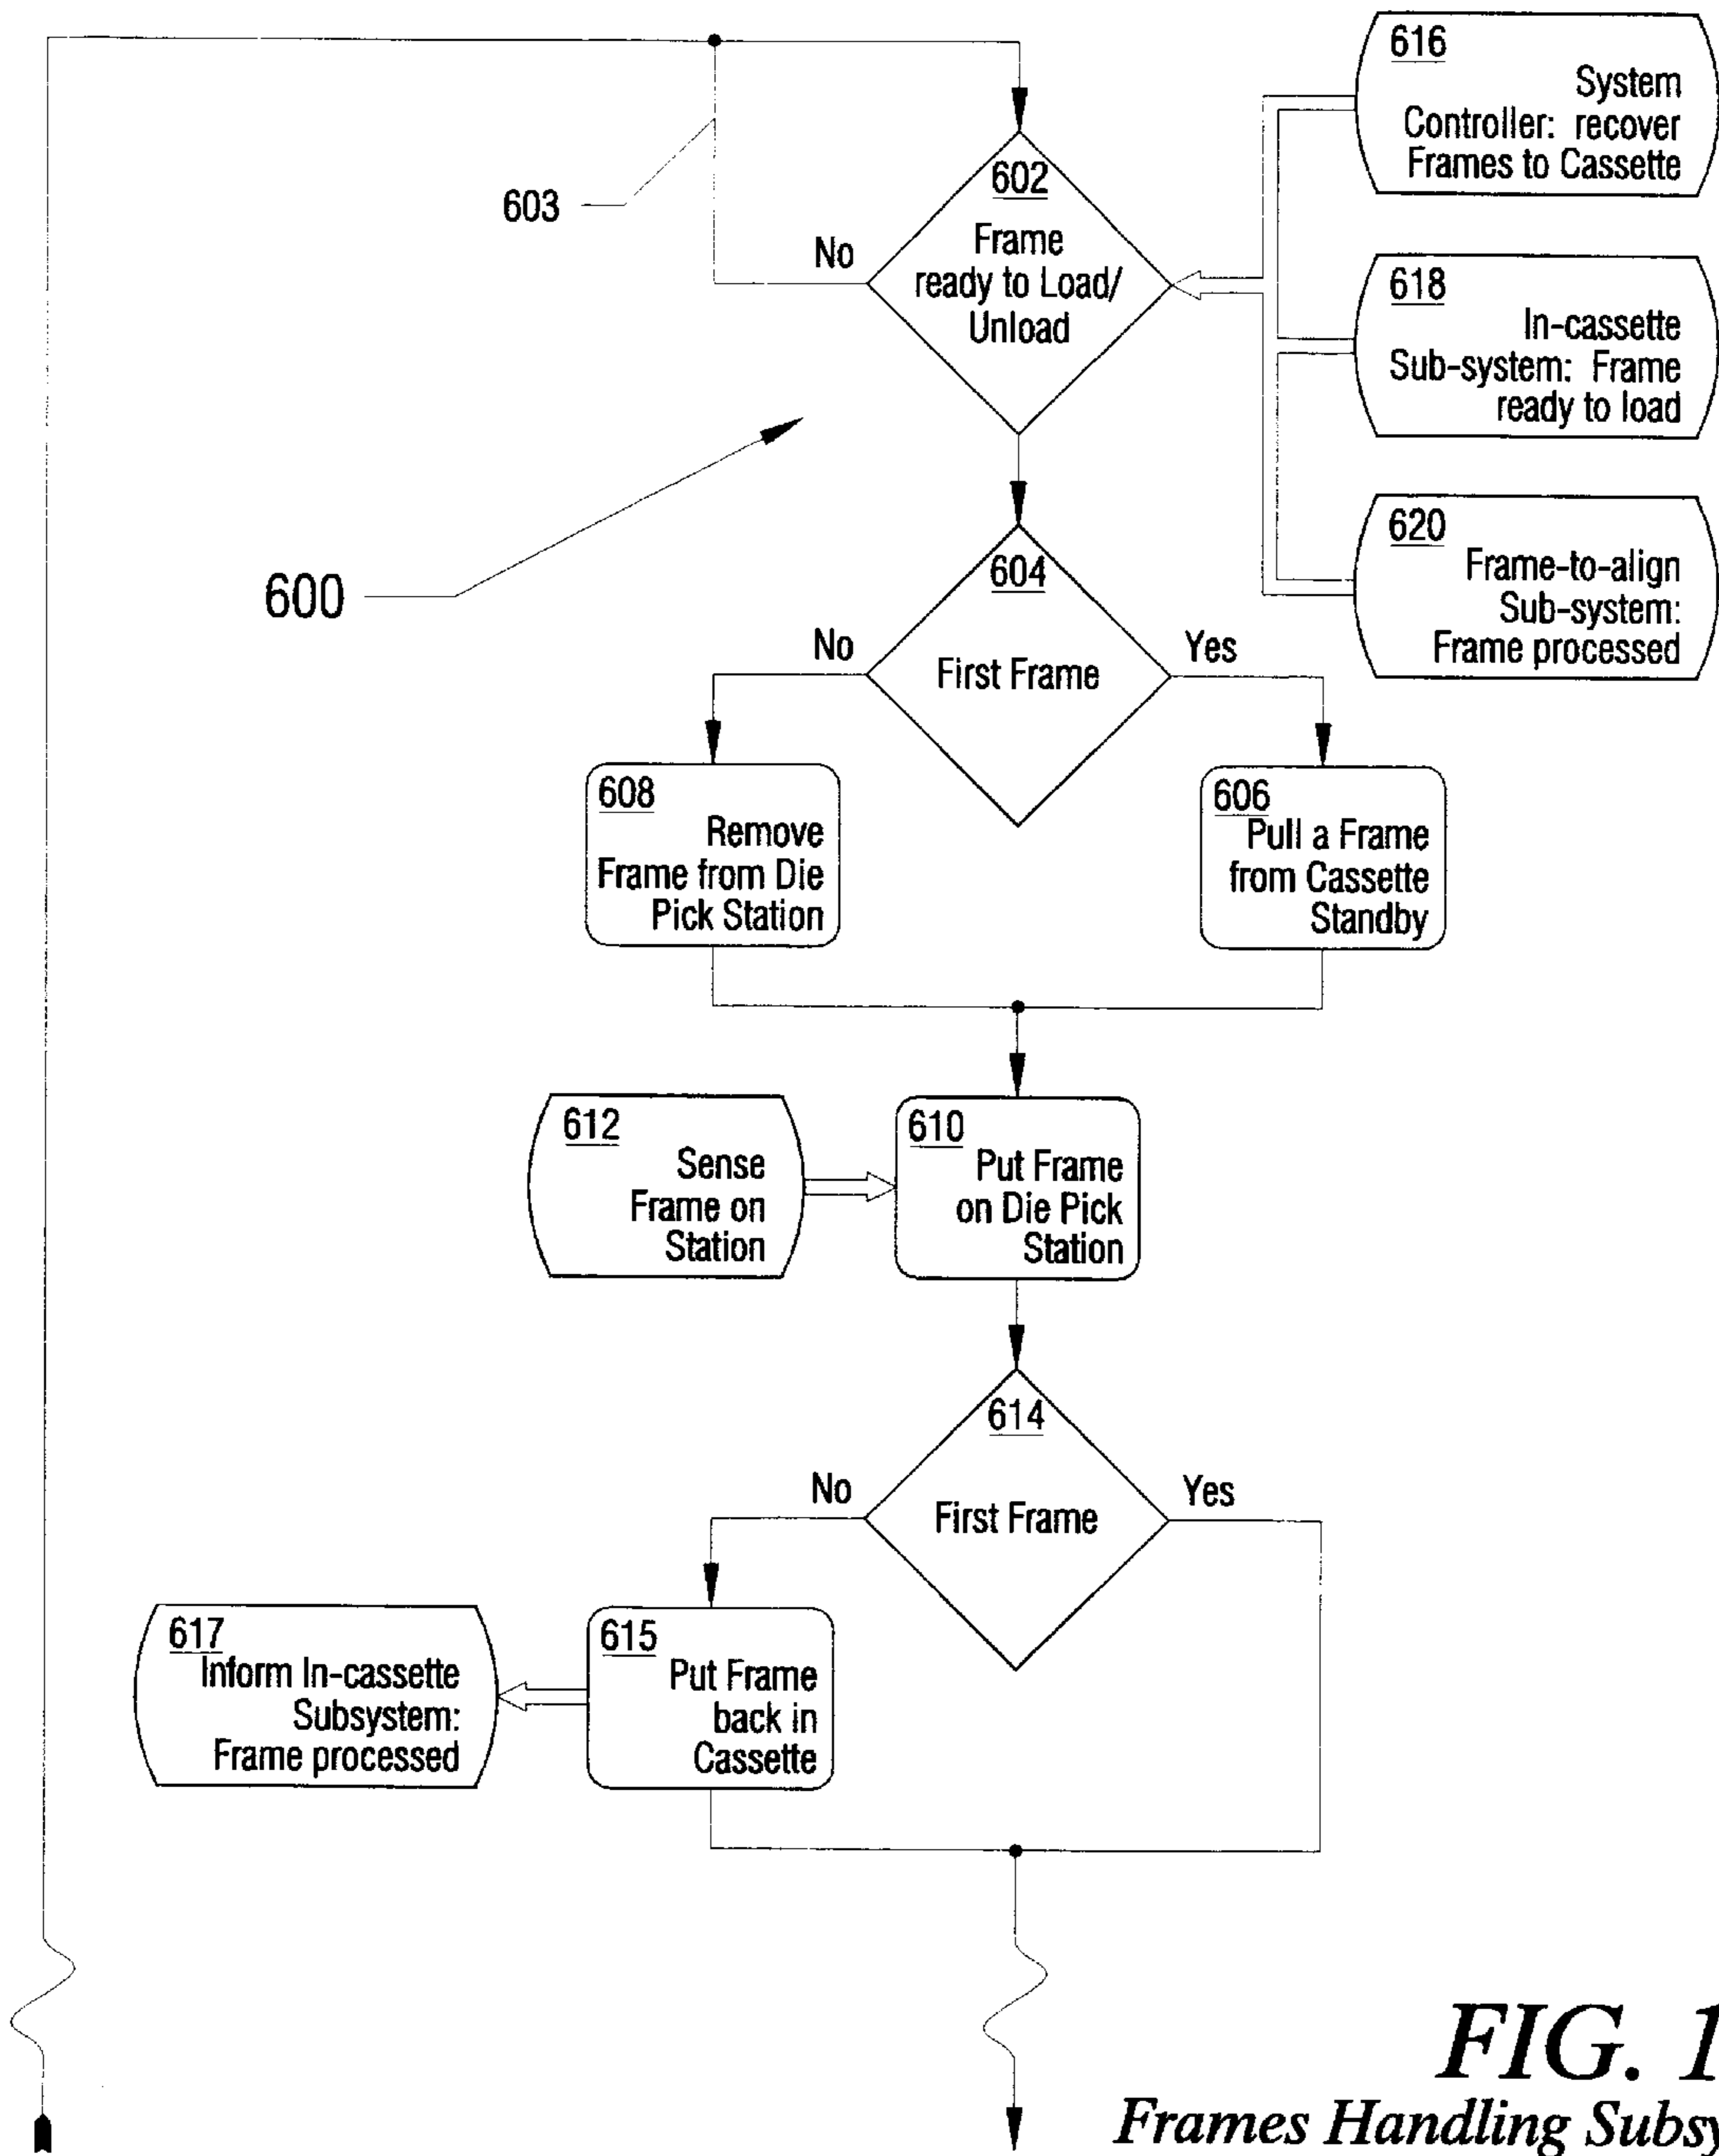 616
System
Controller: recover
Frames to Cassette
603
602
Frame
ready to Load/
Unload
No
618
In-cassette
Sub-system: Frame
ready to load
600
604
First Frame
No
Yes
620
Frame-to-align
Sub-system:
Frame processed
608
Remove
Frame from Die
Pick Station
606
Pull a Frame
from Cassette
Standby
612
Sense
Frame on
Station
610
Put Frame
on Die Pick
Station
614
First Frame
No
Yes
617
Inform In-cassette
Subsystem:
Frame processed
615
Put Frame
back in
Cassette
FIG. 1
Frames Handling Subsy